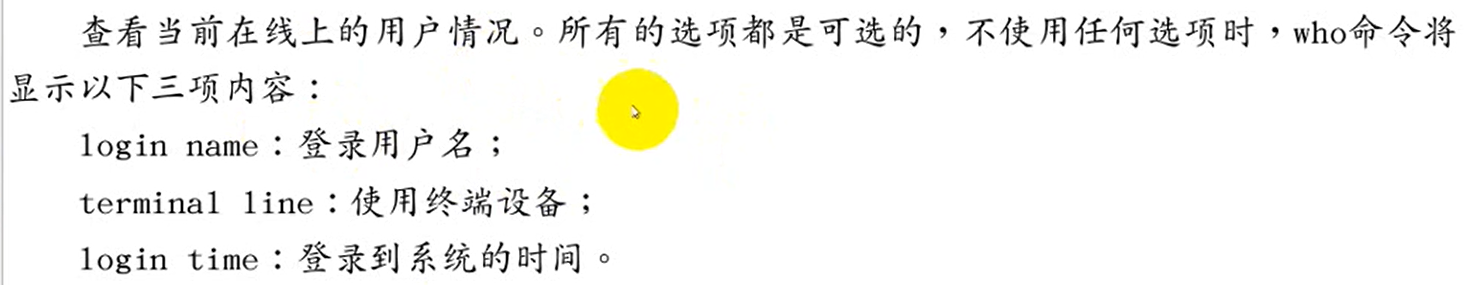 查看当前在线上的用户情况。所有的选项都是可选的，不使用任何选项时，who命令将
显示以下三项内容：
login name：登录用户名；
terminal line：使用终端设备；
login time：登录到系统的时间。